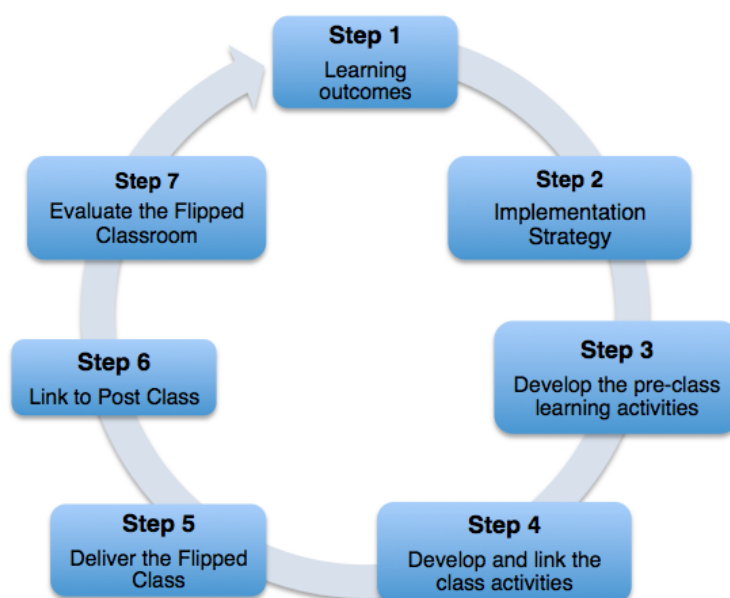 Step 1
Learning
outcomes
Step 2
Implementation
Strategy
Step 3
Develop the pre-class
learning activities
Step 4
Develop and link the
class activities
Step 5
Deliver the Flipped
Class
Step 6
Link to Post Class
Step 7
Evaluate the Flipped
Classroom